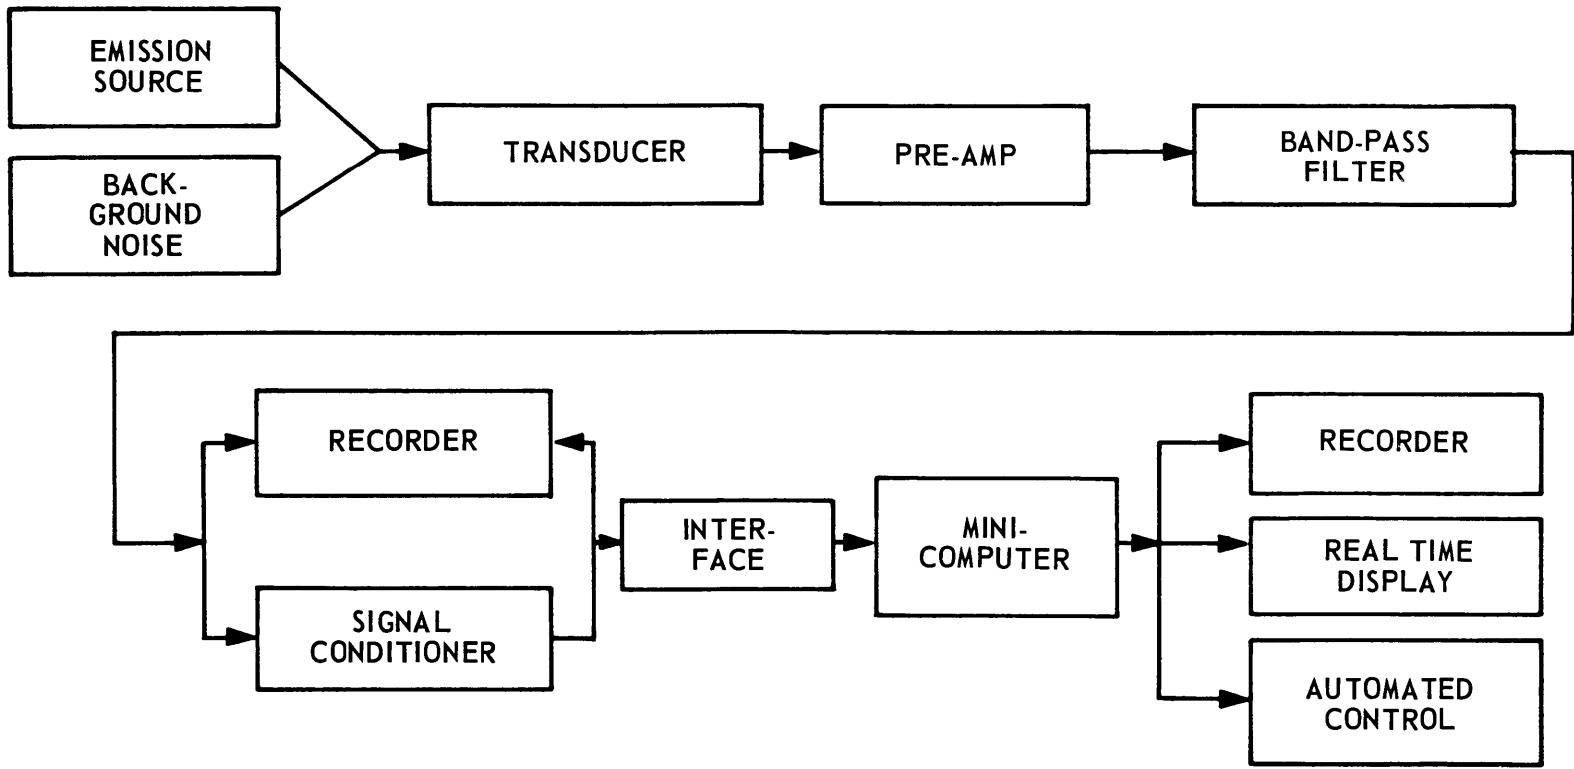 EMISSION
SOURCE
BACK-
GROUND
NOISE
TRANSDUCER
PRE-AMP
BAND-PASS
FILTER
RECORDER
SIGNAL
CONDITIONER
INTER-
FACE
MINI-
COMPUTER
RECORDER
REAL TIME
DISPLAY
AUTOMATED
CONTROL